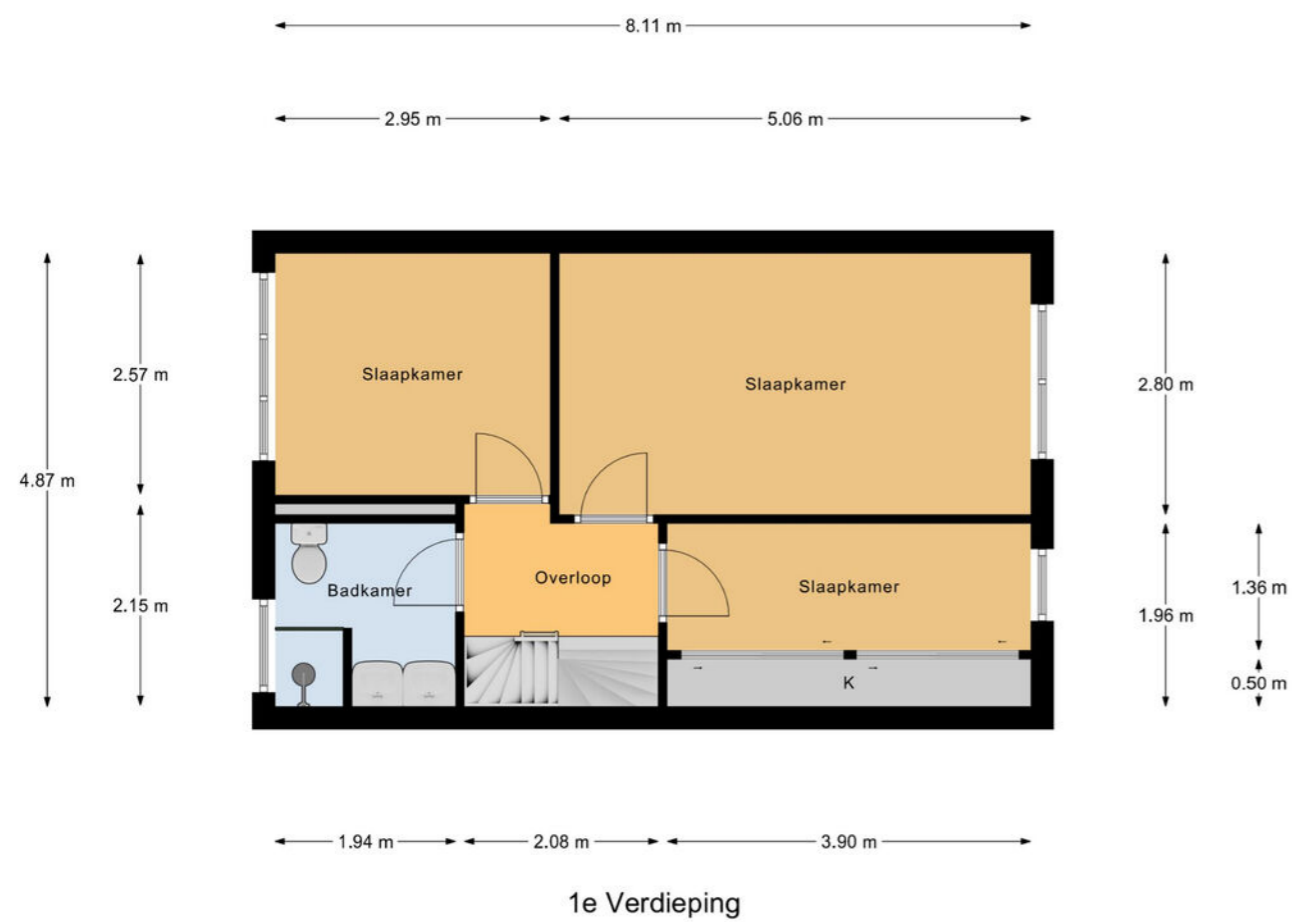 8.11 m
2.95 m
5.06 m
Slaapkamer
Slaapkamer
2.57 m
2.80 m
4.87 m
Overloop
Badkamer
Slaapkamer
1.36 m
2.15 m
1.96 m
K
0.50 m
1.94 m
2.08 m
3.90 m
1e Verdieping